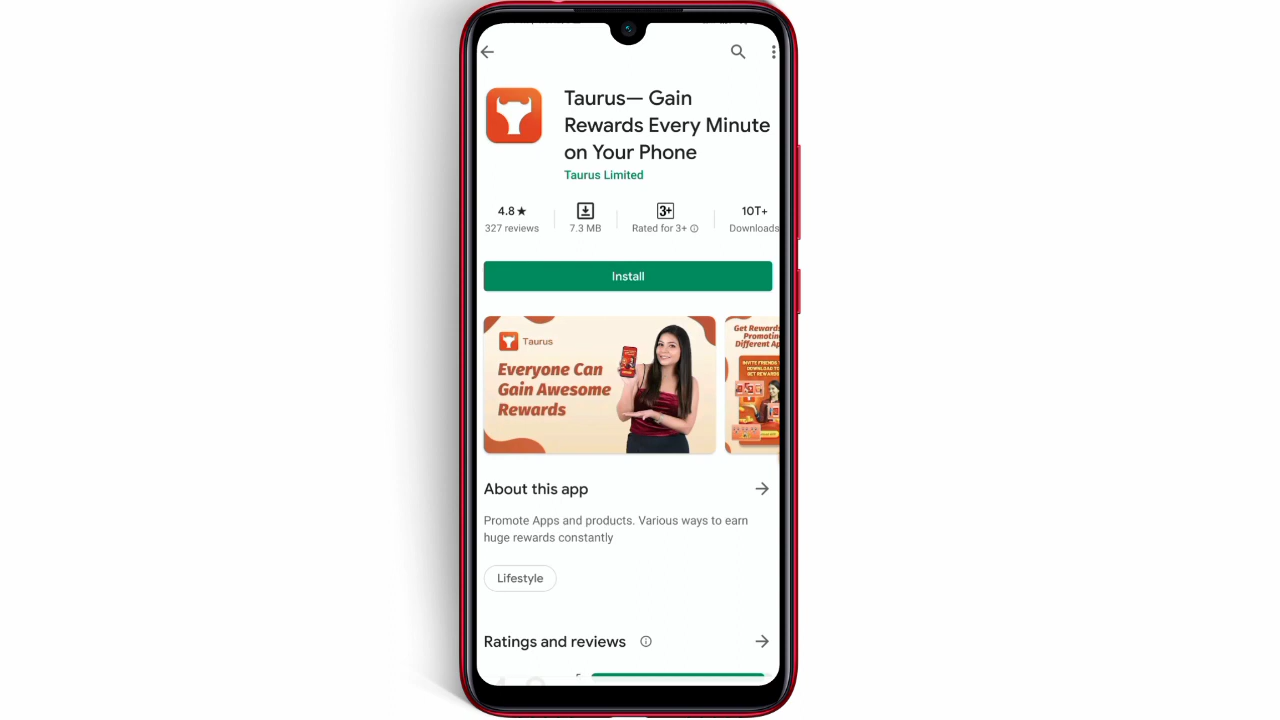 Taurus— Gain
Rewards Every Minute
on Your Phone
Taurus Limited
4.8★
327 reviews
7.3 MB
3+
Rated for 3+
10T+
Downloads
Install
Taurus
Everyone Can
Gain Awesome
Rewards
Get Rewards
Promoting
Different Ap
INVITE FRIENDS
DOWNLOAD TO
GET REWARDS
About this app
Promote Apps and products. Various ways to earn
huge rewards constantly
Lifestyle
Ratings and reviews